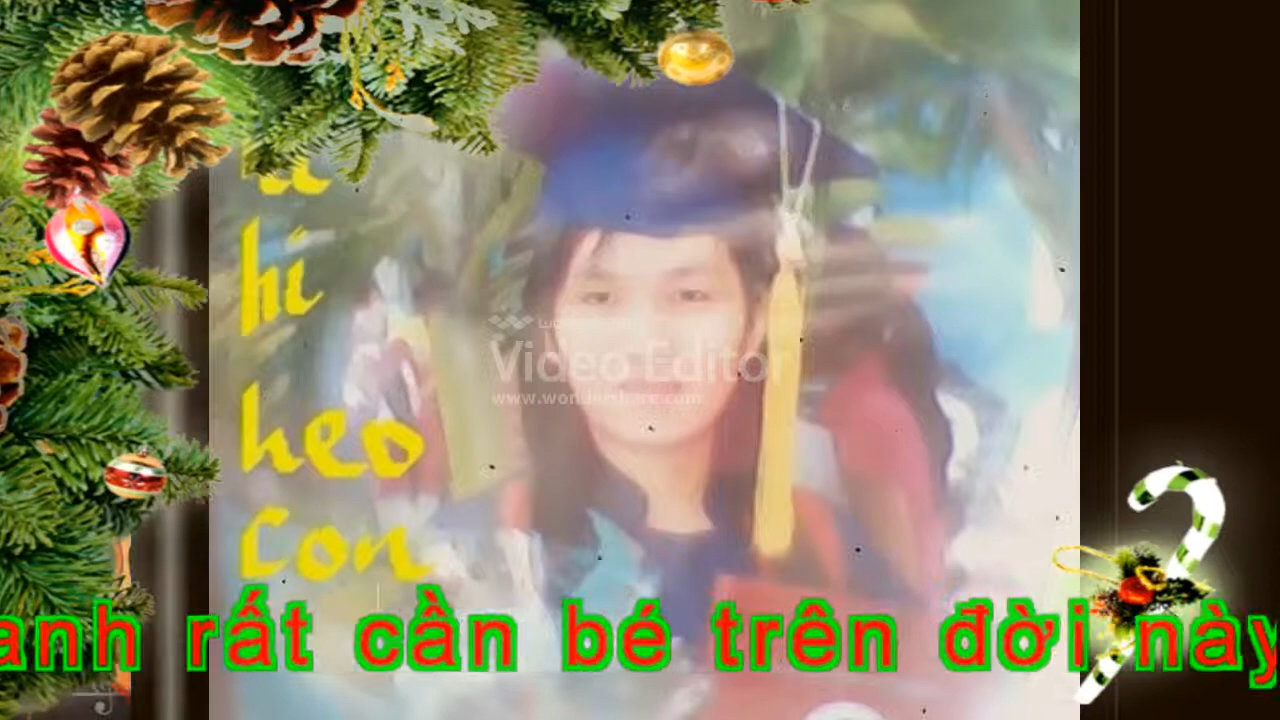 hi
heo
con
Video Editor
www.wondershare.com
anh rất cần bé trên đời này